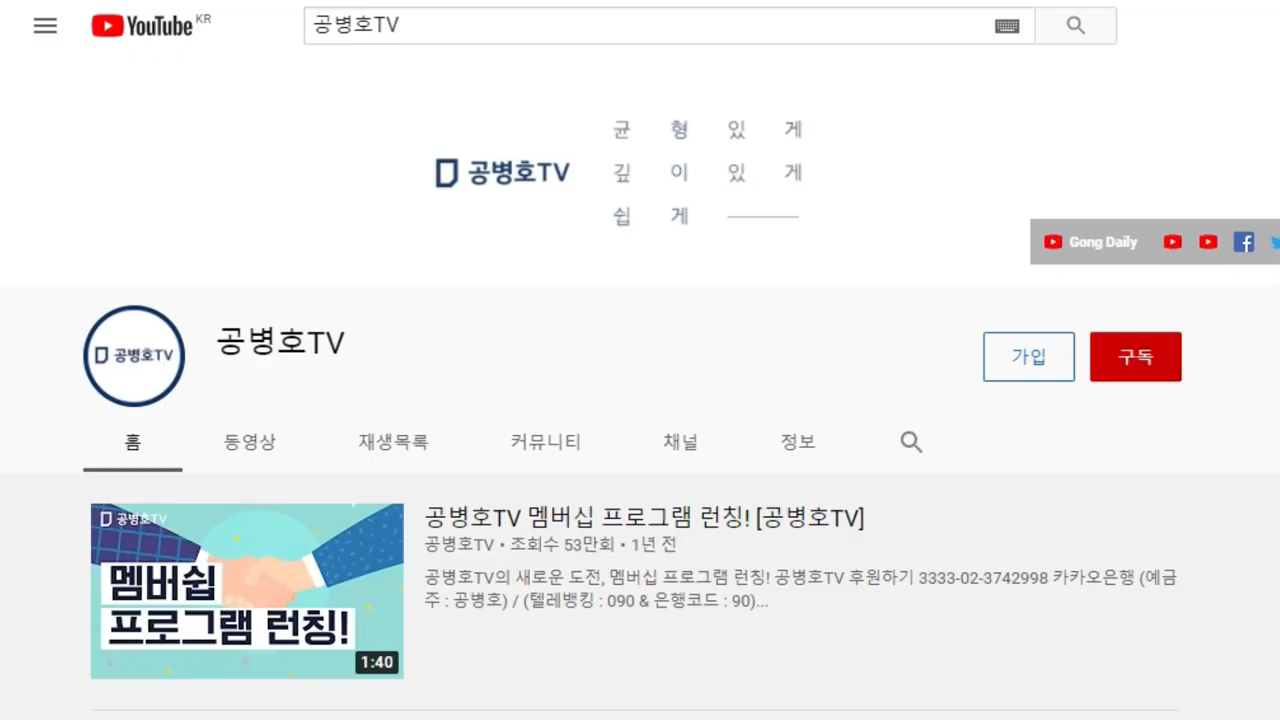 YouTube KR
공병호TV
공병호TV
균 형 있 게
깊 이 있 게
쉽 게
Gong Daily
공병호TV
공병호TV
가입
구독
홈
동영상
재생목록
커뮤니티
채널
정보
공병호TV
멤버쉽
프로그램 런칭!
1:40
공병호TV 멤버십 프로그램 런칭! [공병호TV]
공병호TV • 조회수 53만회 • 1년 전
공병호TV의 새로운 도전, 멤버십 프로그램 런칭! 공병호TV 후원하기 3333-02-3742998 카카오은행 (예금
주 : 공병호) / (텔레뱅킹 : 090 & 은행코드 : 90)...